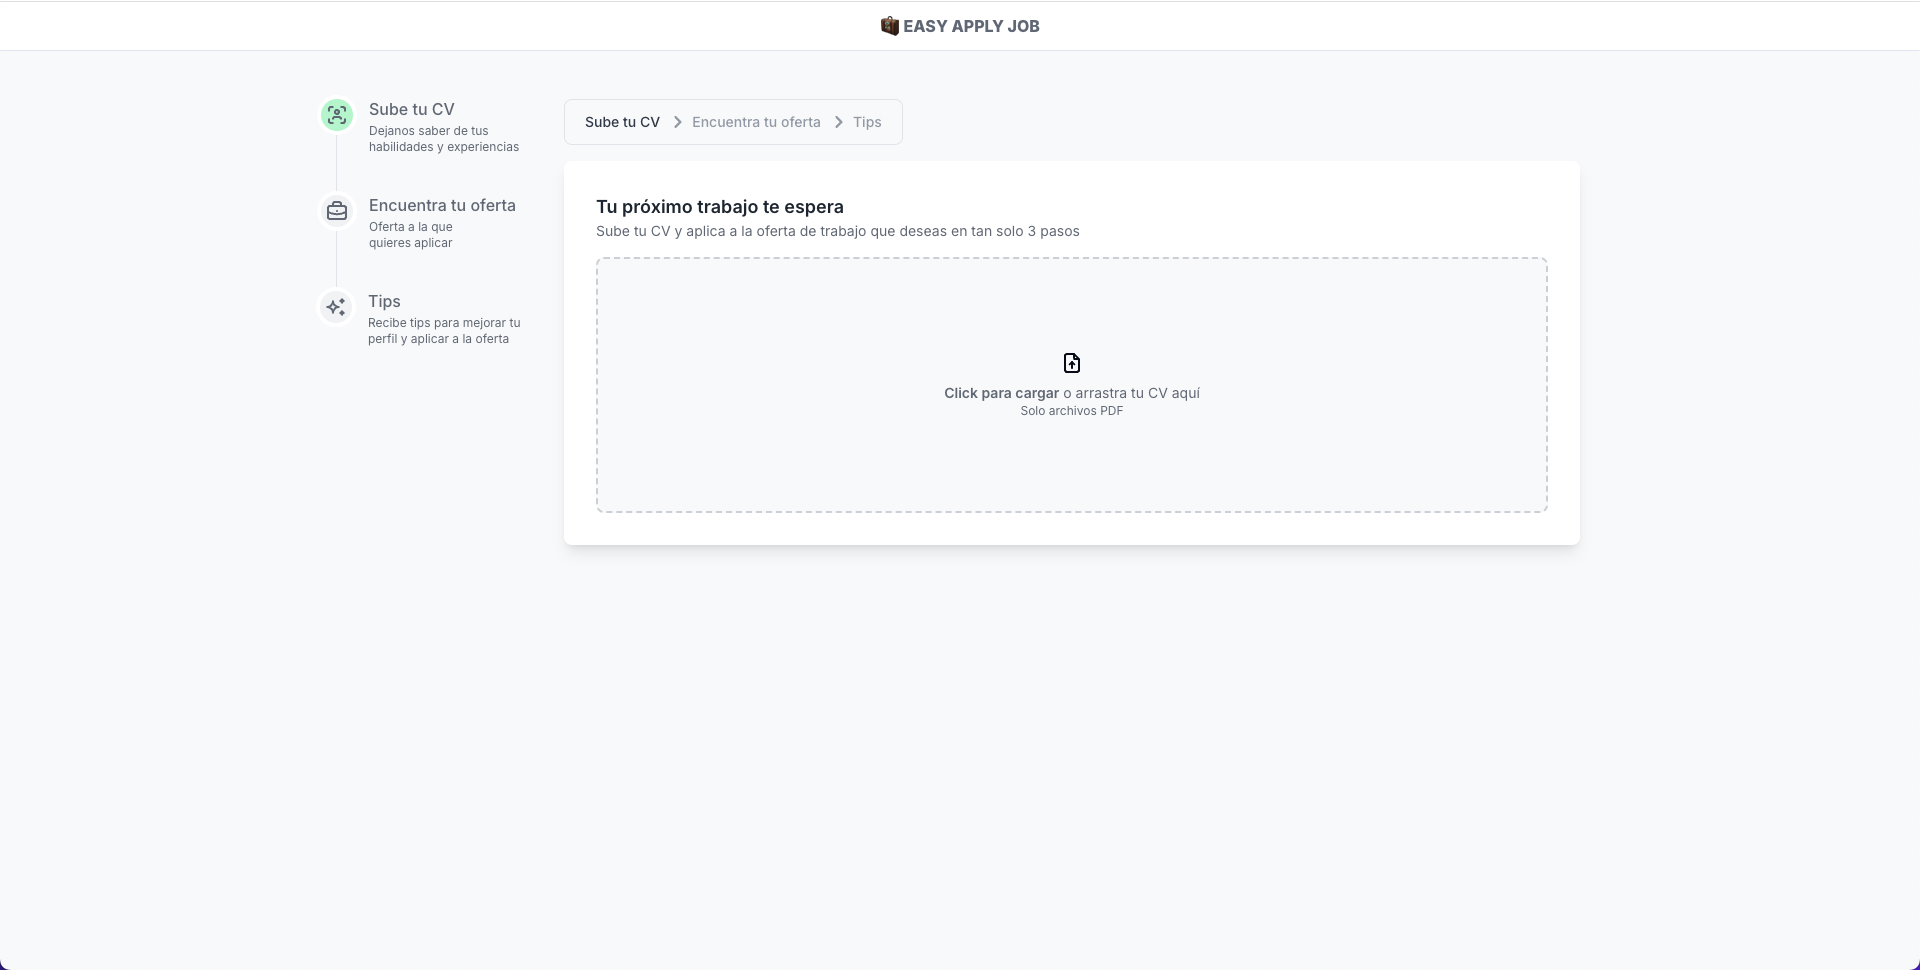 EASY APPLY JOB
Sube tu CV
Dejanos saber de tus
habilidades y experiencias
Encuentra tu oferta
Oferta a la que
quieres aplicar
Tips
Recibe tips para mejorar tu
perfil y aplicar a la oferta
Sube tu CV Encuentra tu oferta Tips
Tu próximo trabajo te espera
Sube tu CV y aplica a la oferta de trabajo que deseas en tan solo 3 pasos
Click para cargar o arrastra tu CV aquí
Solo archivos PDF